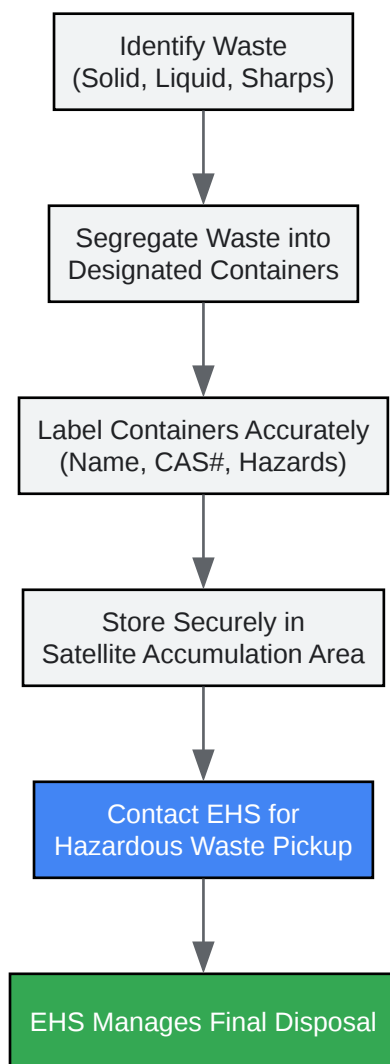 Identify Waste
(Solid, Liquid, Sharps)
Segregate Waste into
Designated Containers
Label Containers Accurately
(Name, CAS#, Hazards)
Store Securely in
Satellite Accumulation Area
Contact EHS for
Hazardous Waste Pickup
EHS Manages Final Disposal